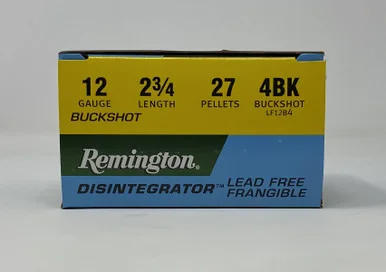 12 2¾ 27 4BK
GAUGE LENGTH PELLETS BUCKSHOT
BUCKSHOT LF12B4
Remington.
DISINTEGRATOR™ LEAD FREE
FRANGIBLE